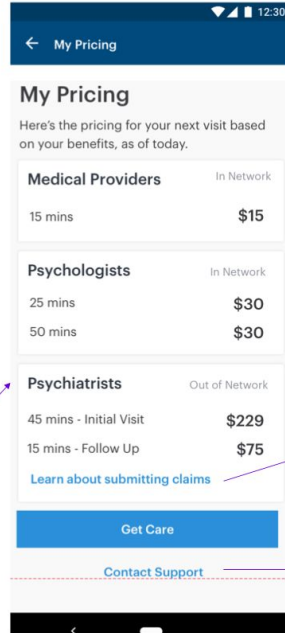 12:30
My Pricing
My Pricing
Here's the pricing for your next visit based
on your benefits, as of today.
Medical Providers In Network
15 mins $15
Psychologists In Network
25 mins $30
50 mins $30
Psychiatrists Out of Network
45 mins - Initial Visit $229
15 mins - Follow Up $75
Learn about submitting claims
Get Care
Contact Support